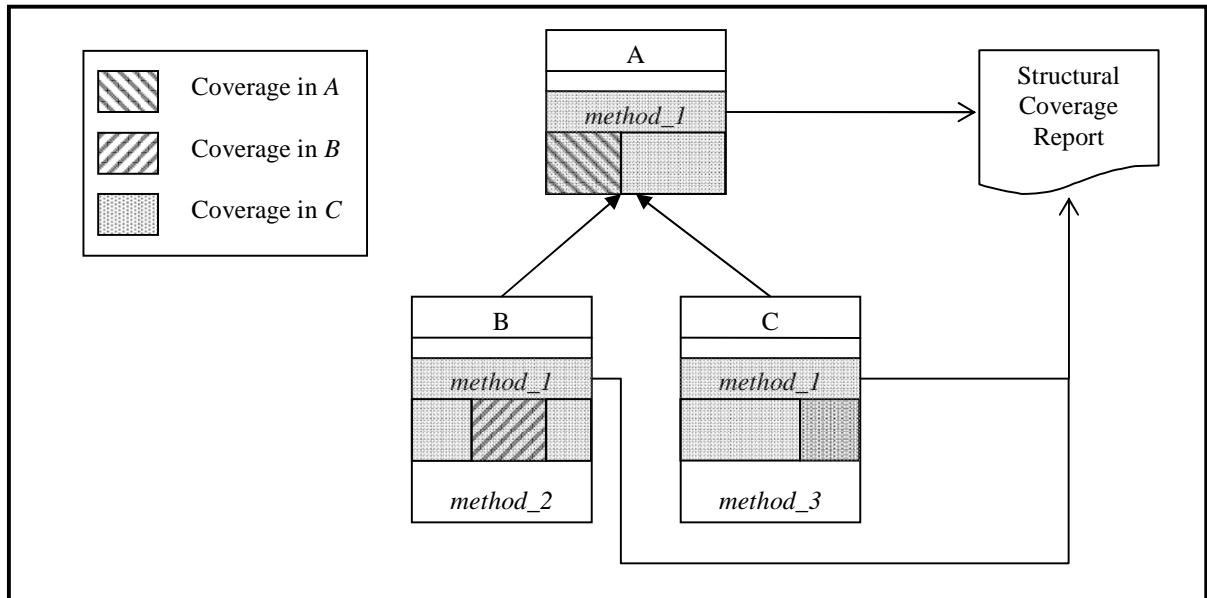 Coverage in A
Coverage in B
Coverage in C
A
method_1
Structural
Coverage
Report
B
method_1
method_2
C
method_1
method_3